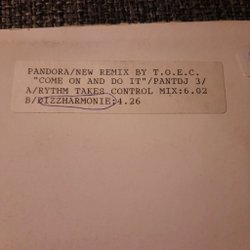 PANDORA/NEW REMIX BY T.O.E.C.
"COME ON AND DO IT"/PANTDJ 3/
A/RYTHM TAKES CONTROL MIX:6.02
B/DIZZHARMONIE:4.26